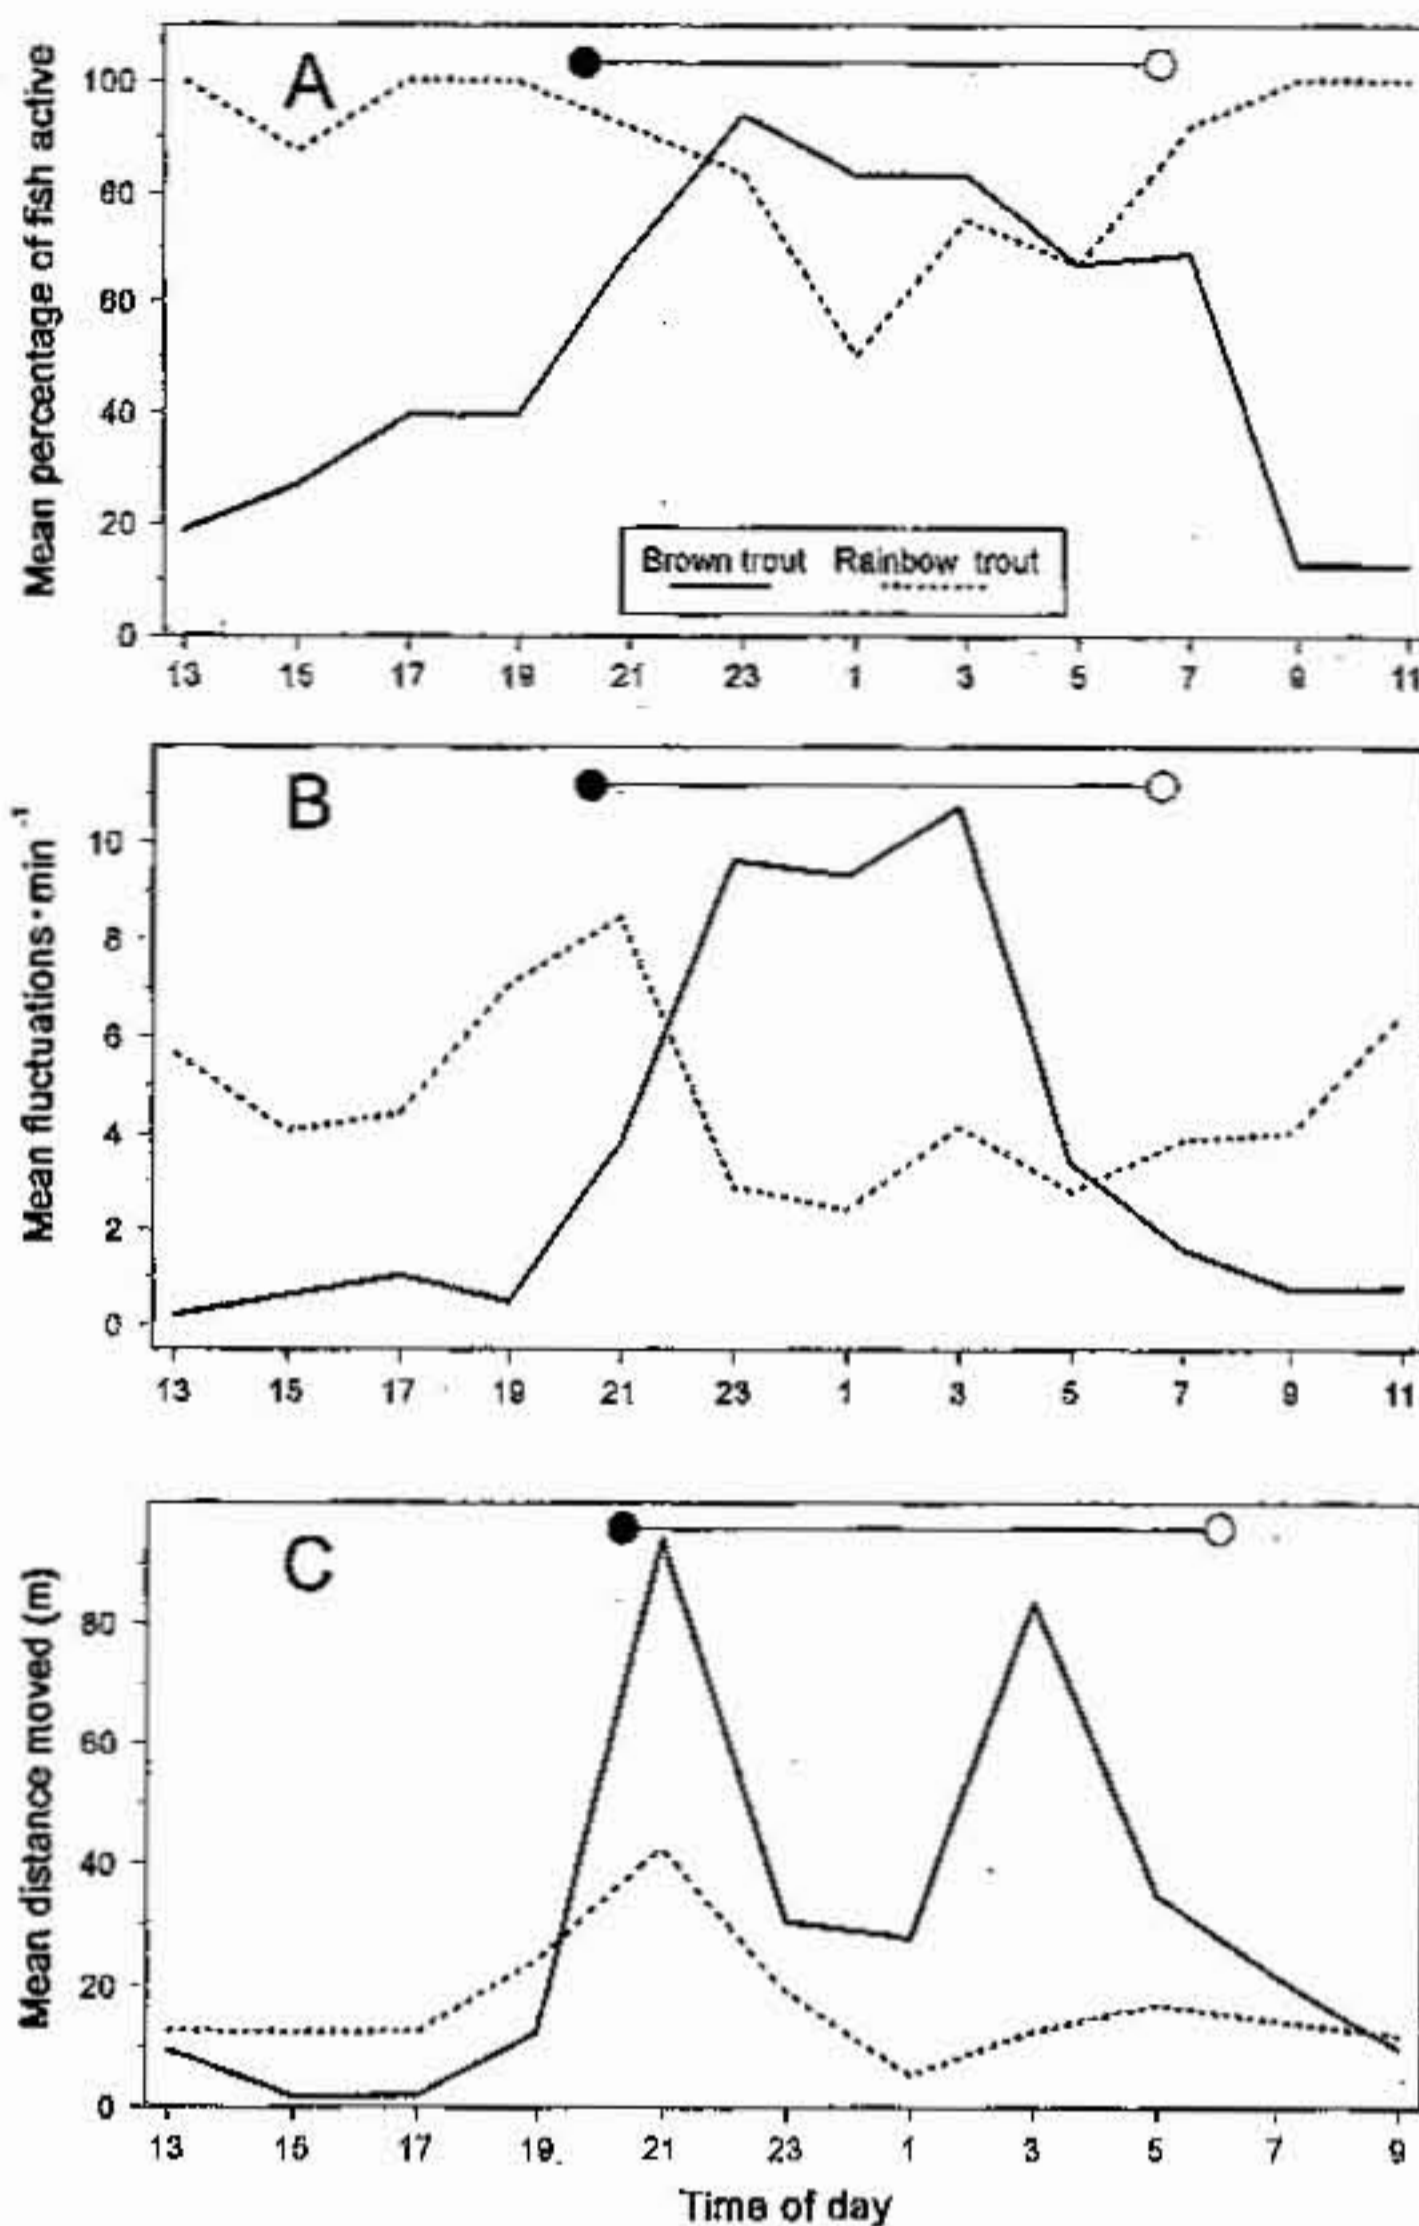 A
Mean percentage of fish active
100
80
60
40
20
0
Brown trout Rainbow trout
13 15 17 19 21 23 1 3 5 7 9 11
B
Mean fluctuations·min⁻¹
10
8
6
4
2
0
13 15 17 19 21 23 1 3 5 7 9 11
C
Mean distance moved (m)
80
60
40
20
0
13 15 17 19 21 23 1 3 5 7 9
Time of day